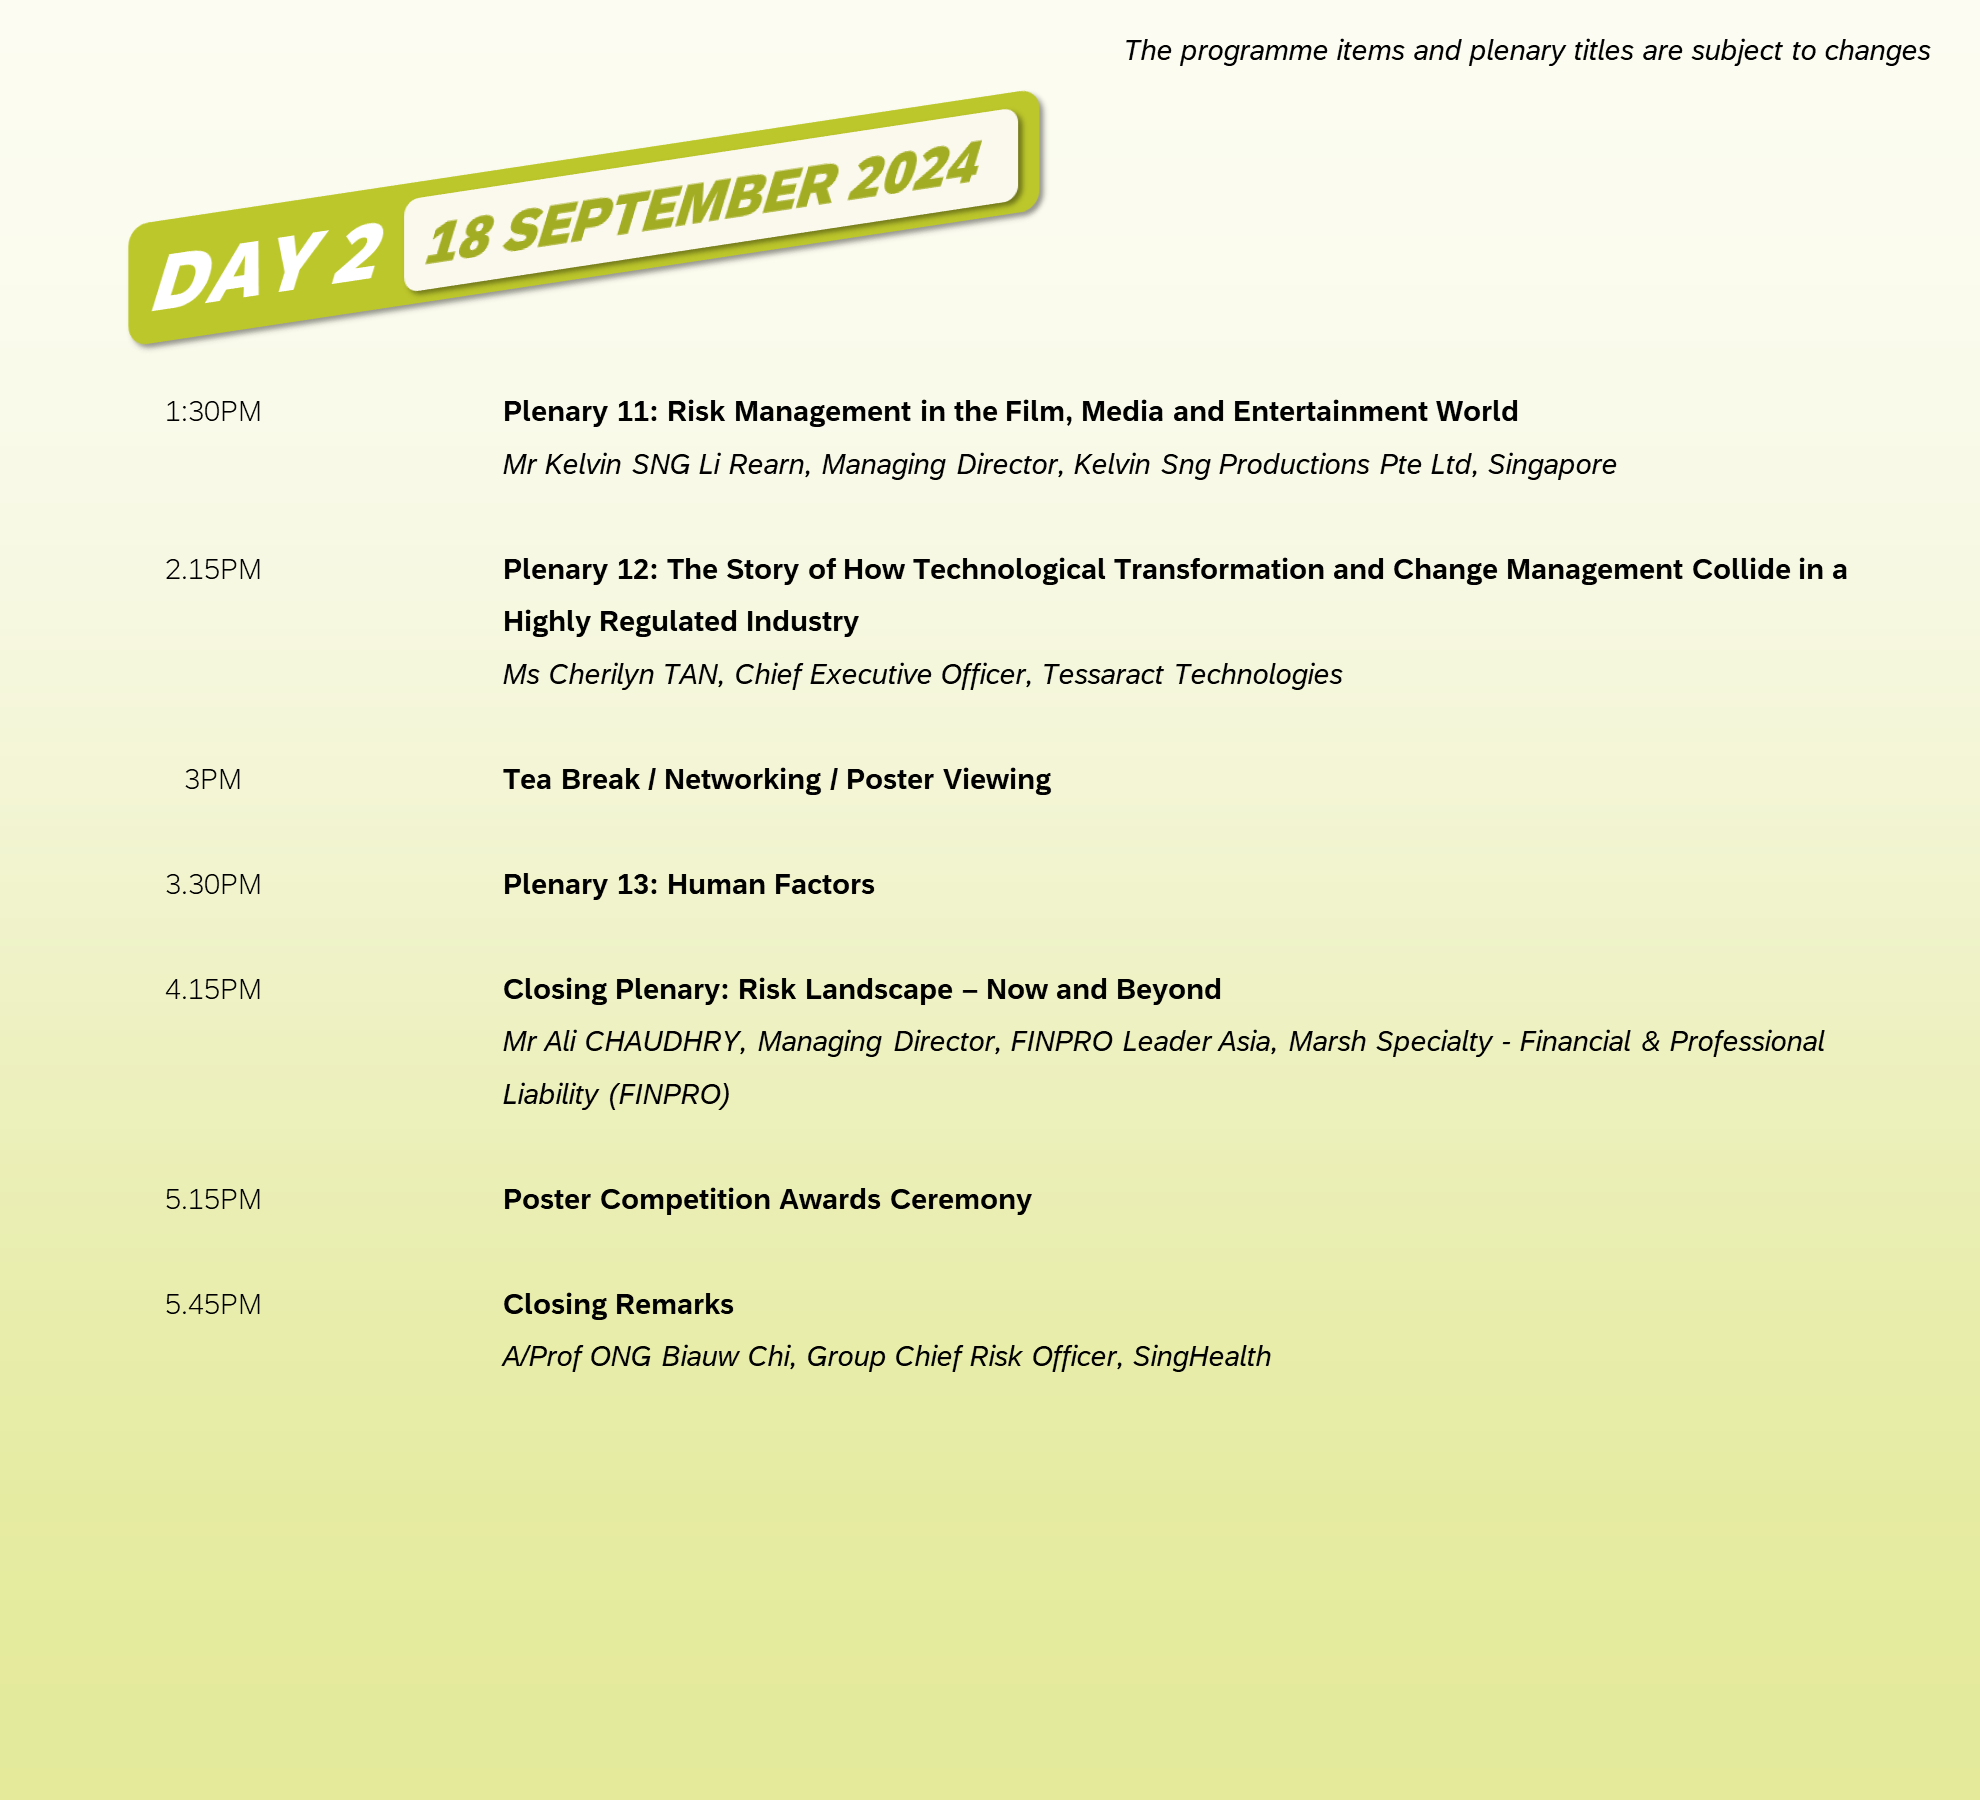 The programme items and plenary titles are subject to changes
DAY 2 18 SEPTEMBER 2024
1:30PM Plenary 11: Risk Management in the Film, Media and Entertainment World
Mr Kelvin SNG Li Rearn, Managing Director, Kelvin Sng Productions Pte Ltd, Singapore
2.15PM Plenary 12: The Story of How Technological Transformation and Change Management Collide in a
Highly Regulated Industry
Ms Cherilyn TAN, Chief Executive Officer, Tessaract Technologies
3PM Tea Break / Networking / Poster Viewing
3.30PM Plenary 13: Human Factors
4.15PM Closing Plenary: Risk Landscape – Now and Beyond
Mr Ali CHAUDHRY, Managing Director, FINPRO Leader Asia, Marsh Specialty - Financial & Professional
Liability (FINPRO)
5.15PM Poster Competition Awards Ceremony
5.45PM Closing Remarks
A/Prof ONG Biauw Chi, Group Chief Risk Officer, SingHealth